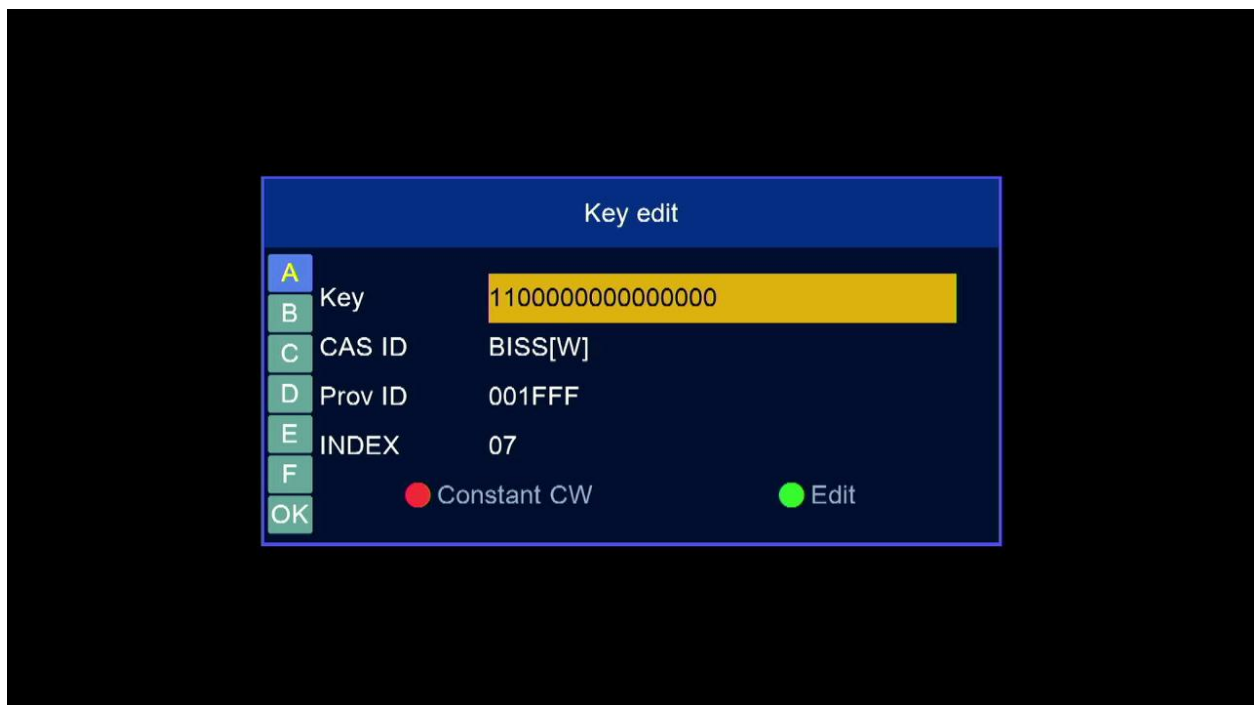 Key edit
A
Key 1100000000000000
B
C CAS ID BISS[W]
D Prov ID 001FFF
E
INDEX 07
F
Constant CW Edit
OK